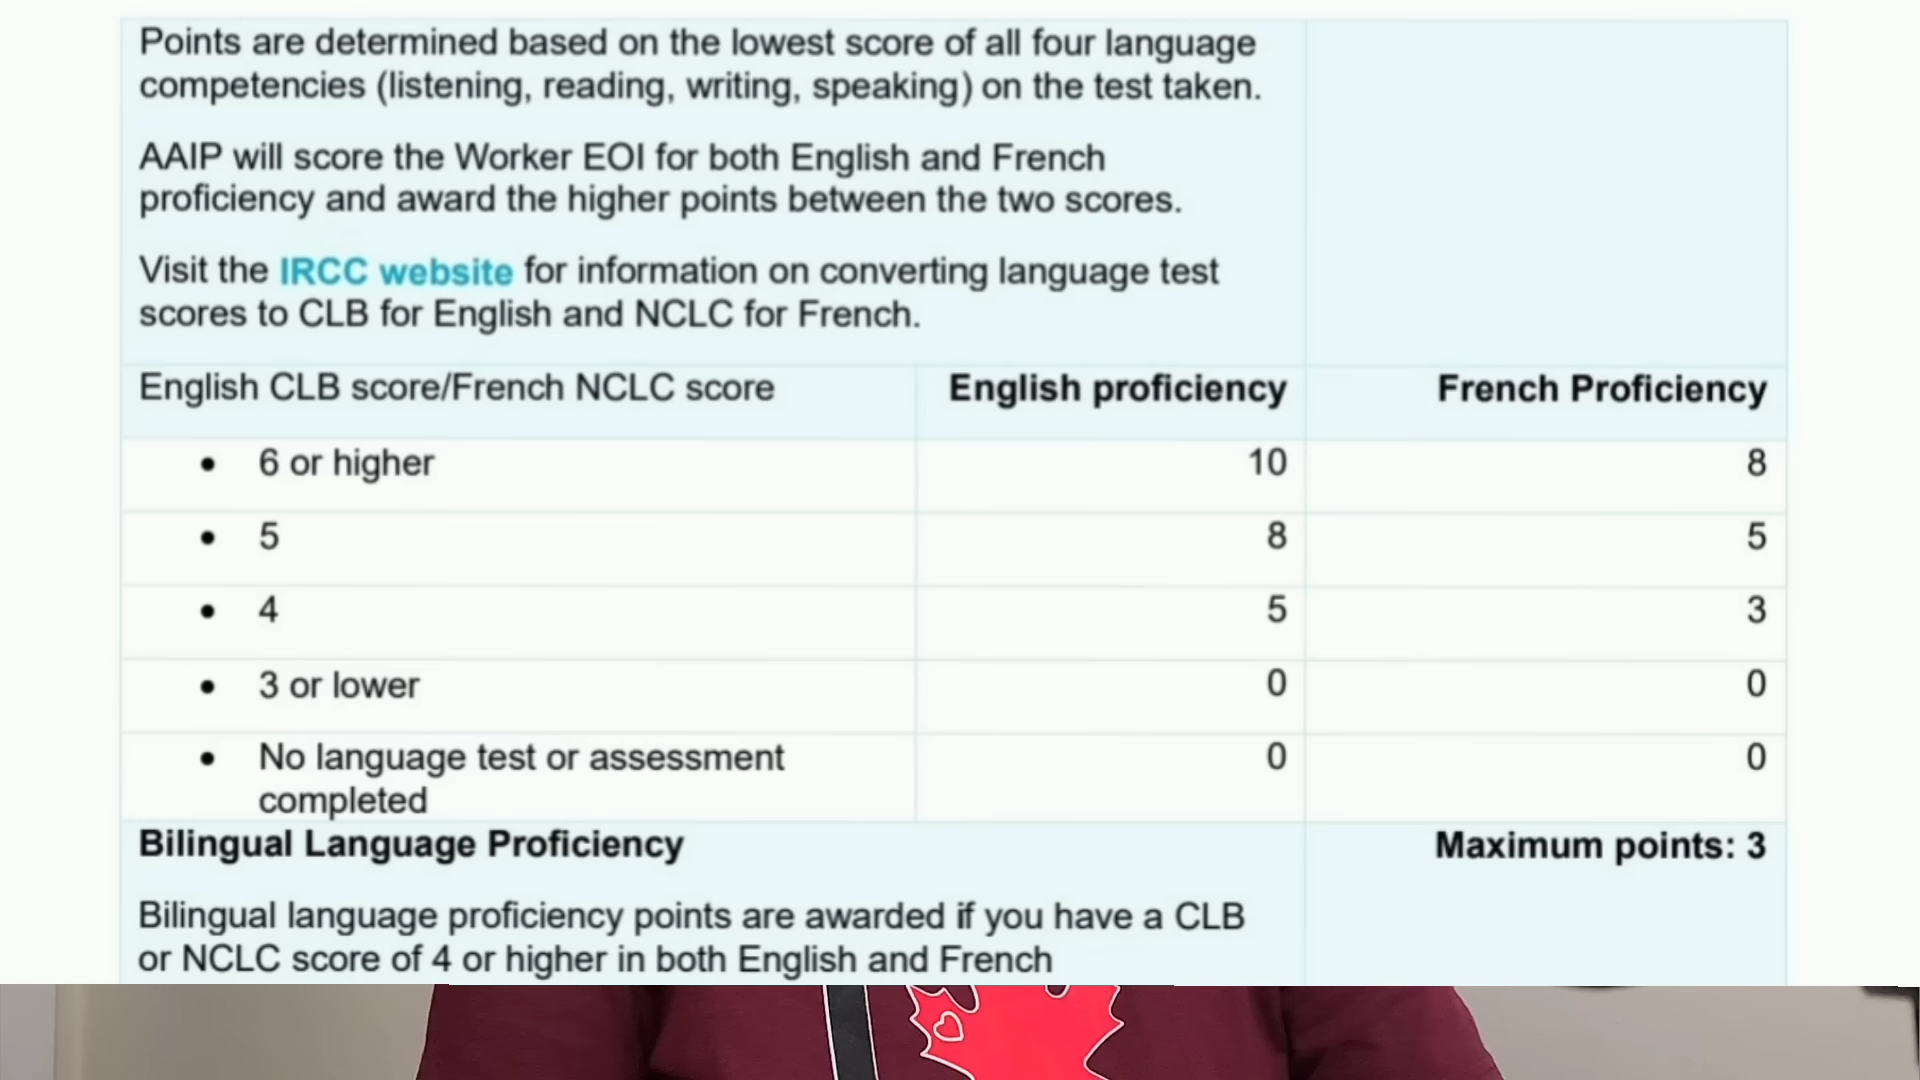 Points are determined based on the lowest score of all four language
competencies (listening, reading, writing, speaking) on the test taken.
AAIP will score the Worker EOI for both English and French
proficiency and award the higher points between the two scores.
Visit the IRCC website for information on converting language test
scores to CLB for English and NCLC for French.
English CLB score/French NCLC score English proficiency French Proficiency
• 6 or higher 10 8
• 5 8 5
• 4 5 3
• 3 or lower 0 0
• No language test or assessment 0 0
completed
Bilingual Language Proficiency Maximum points: 3
Bilingual language proficiency points are awarded if you have a CLB
or NCLC score of 4 or higher in both English and French